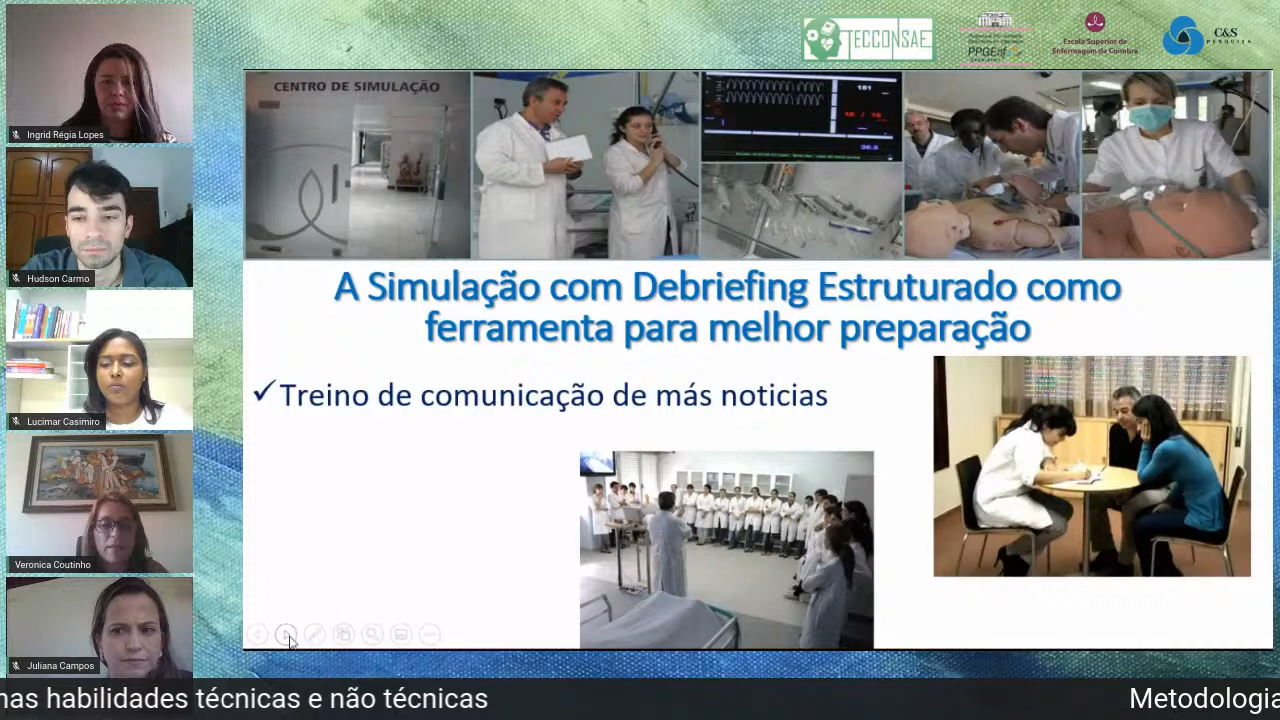 TECCONSAE
PPGEnf
Escola Superior de
Enfermagem de Coimbra
C&S
PESQUISA
CENTRO DE SIMULAÇÃO
A Simulação com Debriefing Estruturado como
ferramenta para melhor preparação
✓Treino de comunicação de más noticias
Ingrid Régia Lopes
Hudson Carmo
Lucimar Casimiro
Veronica Coutinho
Juliana Campos
nas habilidades técnicas e não técnicas
Metodologia